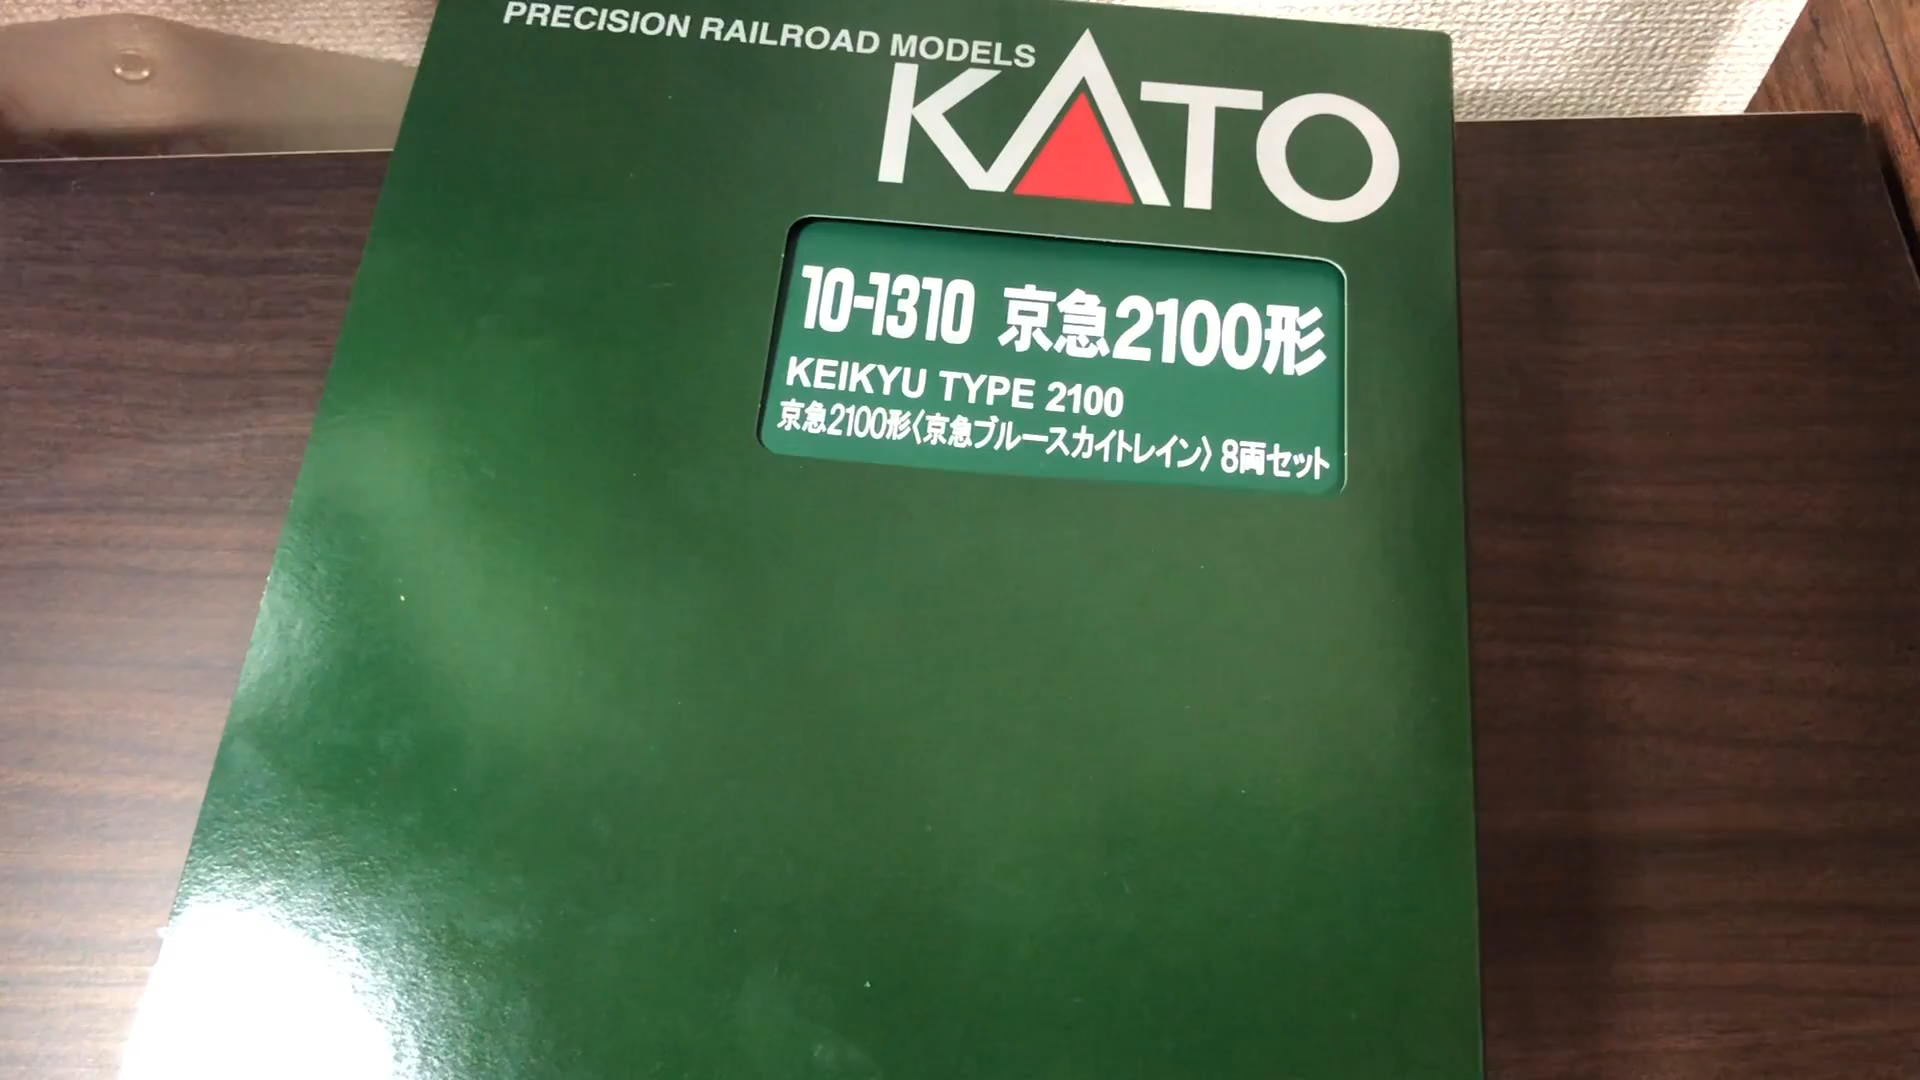 PRECISION RAILROAD MODELS
KATO
10-1310 京急2100形
KEIKYU TYPE 2100
京急2100形〈京急ブルースカイトレイン〉8両セット